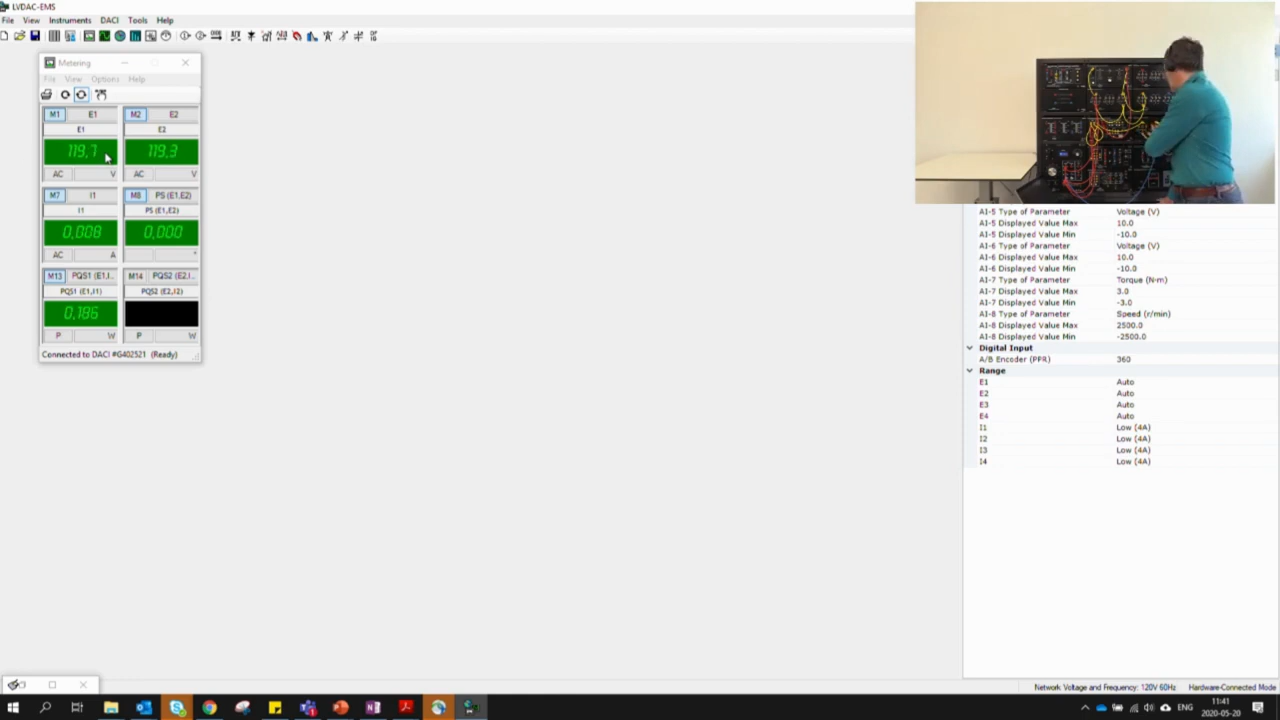 LVDAC-EMS
File View Instruments DACI Tools Help
Metering
File View Options Help
M1 E1 M2 E2
E1 E2
119,7 119,3
AC V AC V
M7 I1 M8 PS (E1,E2)
I1 PS (E1,E2)
0,008 0,000
AC A °
M13 PQS1 (E1,I... M14 PQS2 (E2,I...
PQS1 (E1,I1) PQS2 (E2,I2)
0,186
P W P W
Connected to DACI #G402521 (Ready)
AI-5 Type of Parameter Voltage (V)
AI-5 Displayed Value Max 10.0
AI-5 Displayed Value Min -10.0
AI-6 Type of Parameter Voltage (V)
AI-6 Displayed Value Max 10.0
AI-6 Displayed Value Min -10.0
AI-7 Type of Parameter Torque (N·m)
AI-7 Displayed Value Max 3.0
AI-7 Displayed Value Min -3.0
AI-8 Type of Parameter Speed (r/min)
AI-8 Displayed Value Max 2500.0
AI-8 Displayed Value Min -2500.0
Digital Input
A/B Encoder (PPR) 360
Range
E1 Auto
E2 Auto
E3 Auto
E4 Auto
I1 Low (4A)
I2 Low (4A)
I3 Low (4A)
I4 Low (4A)
Network Voltage and Frequency: 120V 60Hz Hardware-Connected Mode
ENG 11:41
2020-05-20